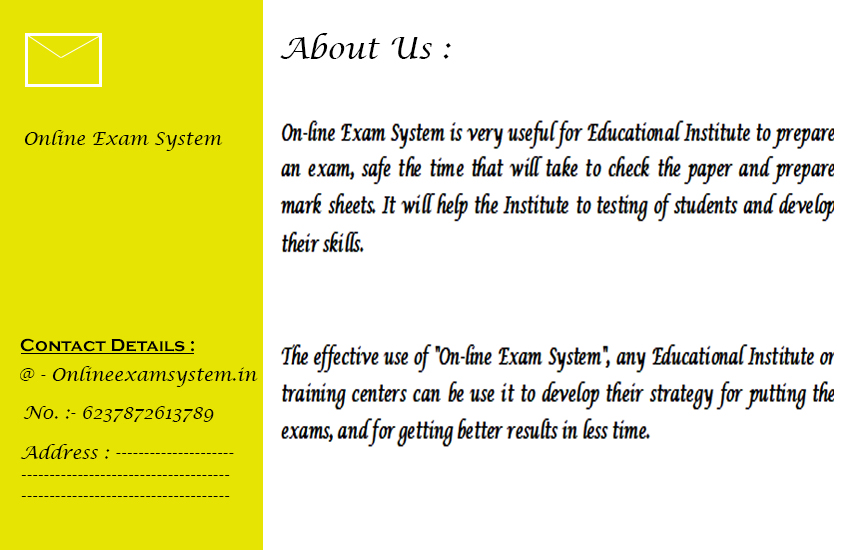 Online Exam System
Contact Details :
@ - Onlineexamsystem.in
No. :- 6237872613789
Address : ---------------------
-------------------------------------
-------------------------------------
About Us :
On-line Exam System is very useful for Educational Institute to prepare
an exam, safe the time that will take to check the paper and prepare
mark sheets. It will help the Institute to testing of students and develop
their skills.
The effective use of "On-line Exam System", any Educational Institute or
training centers can be use it to develop their strategy for putting the
exams, and for getting better results in less time.